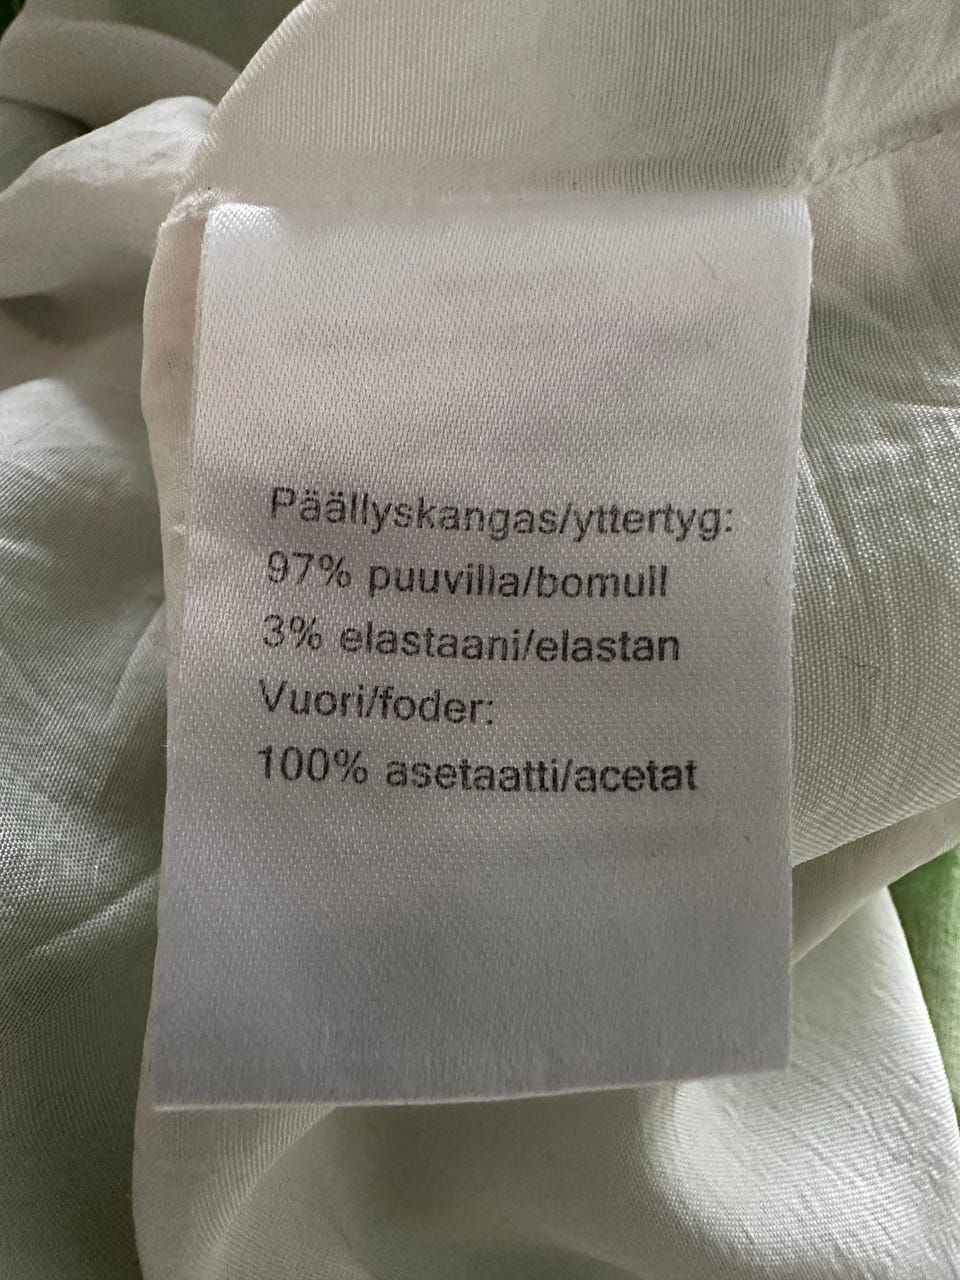 Päällyskangas/yttertyg:
97% puuvilla/bomull
3% elastaani/elastan
Vuori/foder:
100% asetaatti/acetat